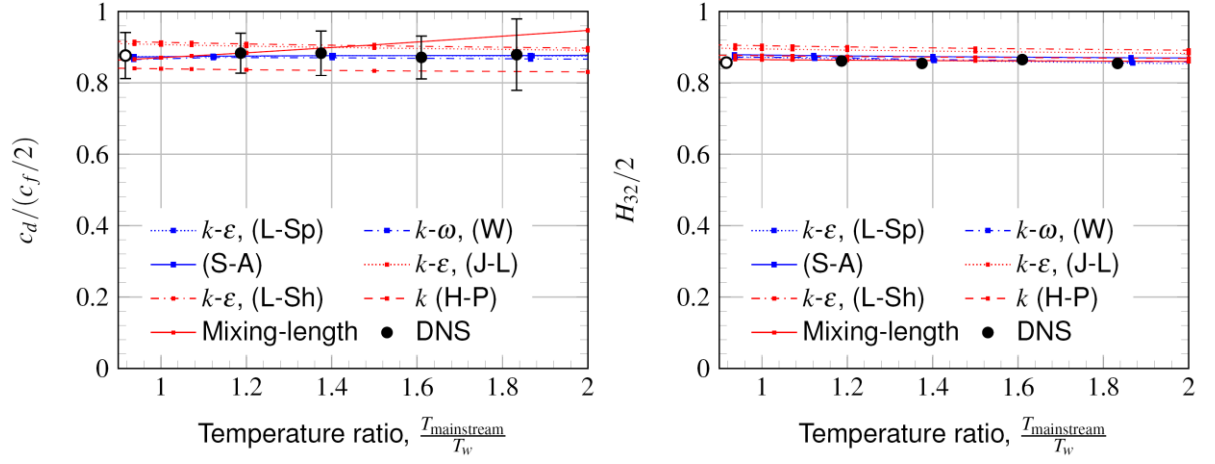 1
0.8
0.6
0.4
0.2
0
c_d/(c_f/2)
k-ε, (L-Sp) k-ω, (W)
(S-A) k-ε, (J-L)
k-ε, (L-Sh) k (H-P)
Mixing-length DNS
1 1.2 1.4 1.6 1.8 2
Temperature ratio, T_mainstream/T_w
1
0.8
0.6
0.4
0.2
0
H_32/2
k-ε, (L-Sp) k-ω, (W)
(S-A) k-ε, (J-L)
k-ε, (L-Sh) k (H-P)
Mixing-length DNS
1 1.2 1.4 1.6 1.8 2
Temperature ratio, T_mainstream/T_w